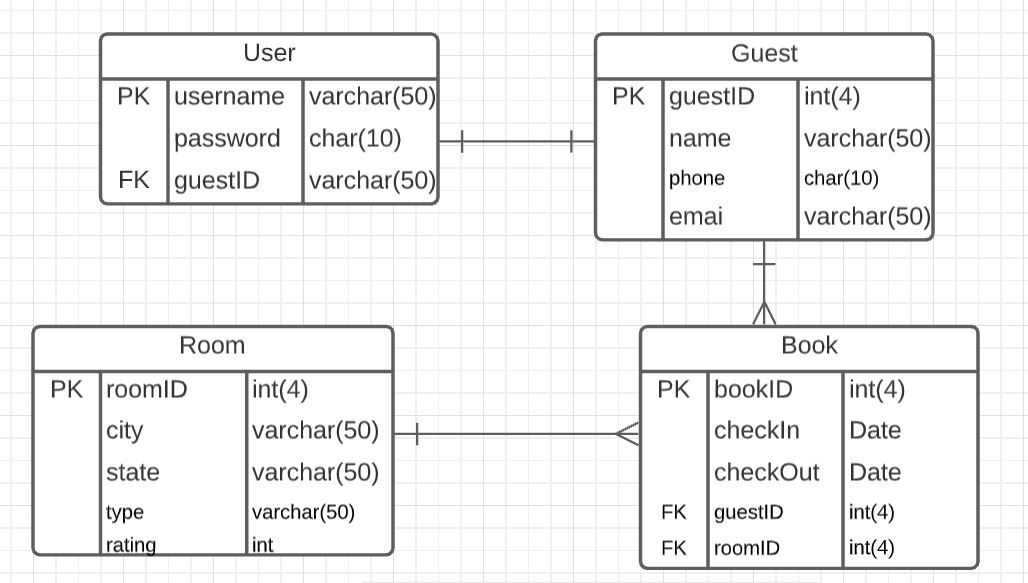 User
PK username varchar(50)
password char(10)
FK guestID varchar(50)
Guest
PK guestID int(4)
name varchar(50)
phone char(10)
emai varchar(50)
Room
PK roomID int(4)
city varchar(50)
state varchar(50)
type varchar(50)
rating int
Book
PK bookID int(4)
checkIn Date
checkOut Date
FK guestID int(4)
FK roomID int(4)